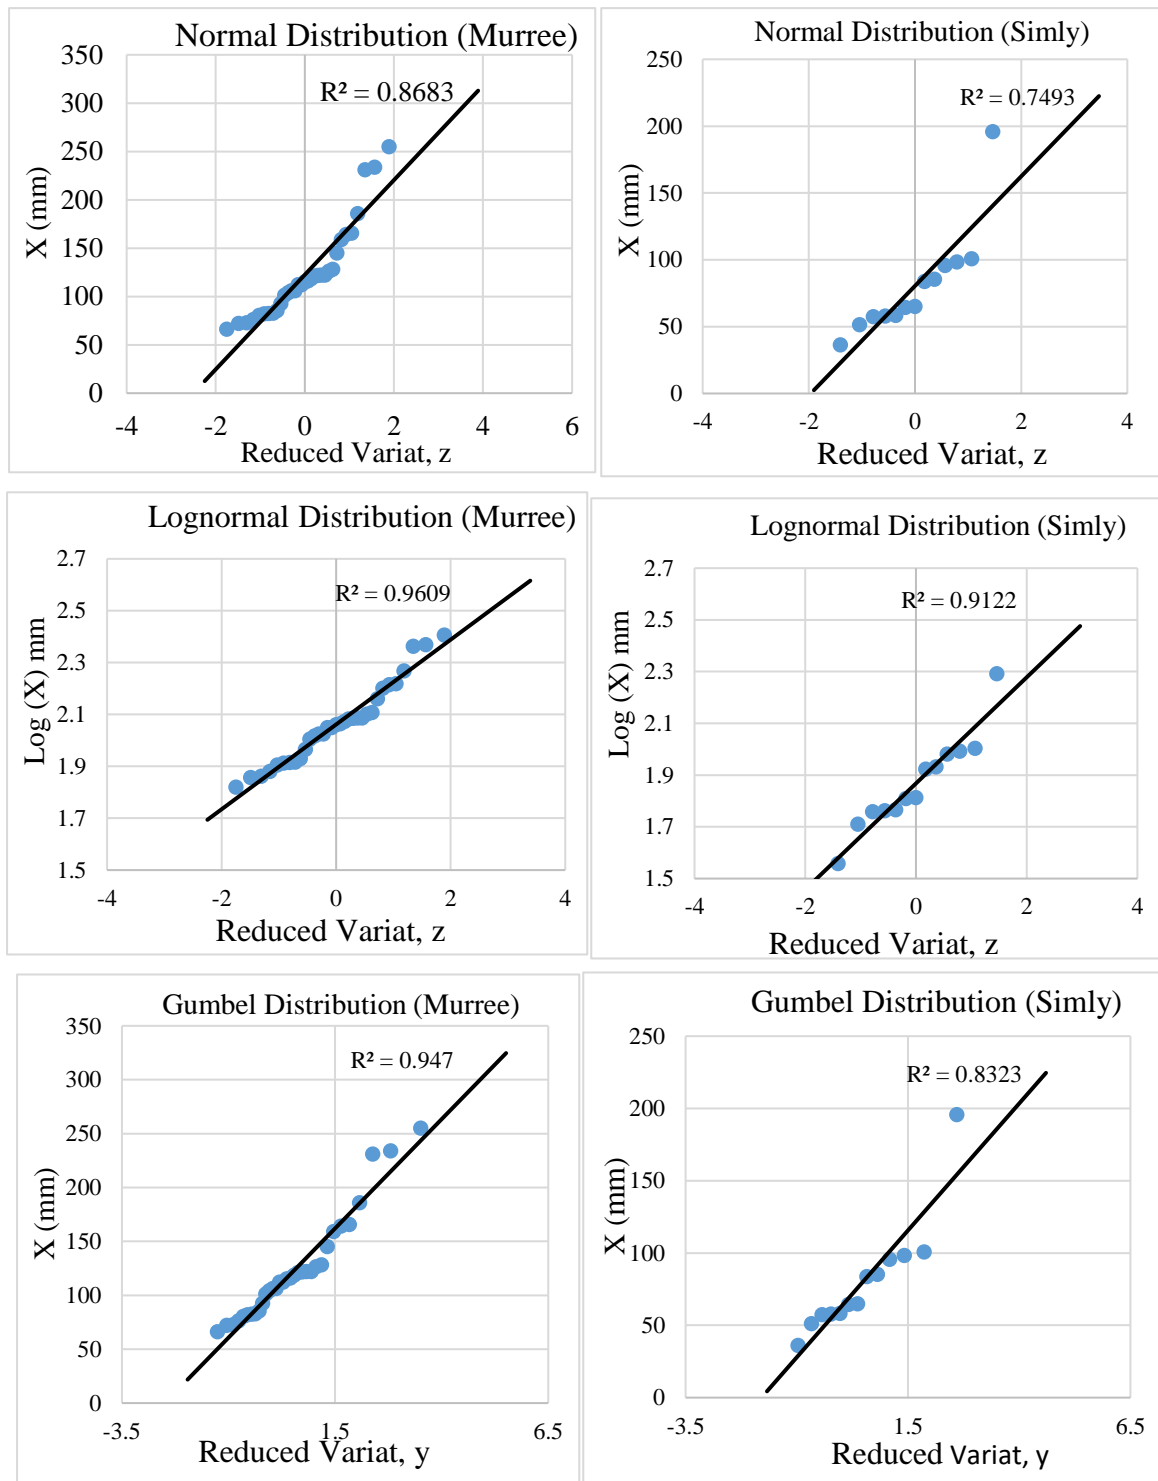 Normal Distribution (Murree)
R² = 0.8683
350
300
250
200
150
100
50
0
X (mm)
-4 -2 0 2 4 6
Reduced Variat, z
Normal Distribution (Simly)
R² = 0.7493
250
200
150
100
50
0
X (mm)
-4 -2 0 2 4
Reduced Variat, z
Lognormal Distribution (Murree)
R² = 0.9609
2.7
2.5
2.3
2.1
1.9
1.7
1.5
Log (X) mm
-4 -2 0 2 4
Reduced Variat, z
Lognormal Distribution (Simly)
R² = 0.9122
2.7
2.5
2.3
2.1
1.9
1.7
1.5
Log (X) mm
-4 -2 0 2 4
Reduced Variat, z
Gumbel Distribution (Murree)
R² = 0.947
350
300
250
200
150
100
50
0
X (mm)
-3.5 1.5 6.5
Reduced Variat, y
Gumbel Distribution (Simly)
R² = 0.8323
250
200
150
100
50
0
X (mm)
-3.5 1.5 6.5
Reduced Variat, y